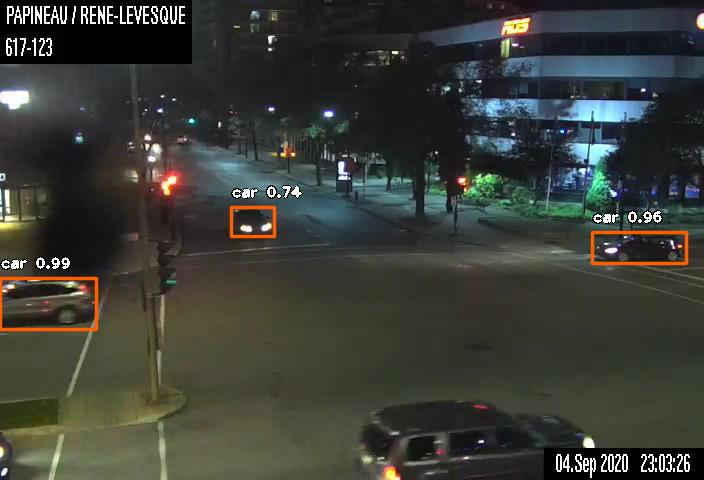 PAPINEAU / RENE-LEVESQUE
617-123
car 0.74
car 0.96
car 0.99
04.Sep 2020 23:03:26